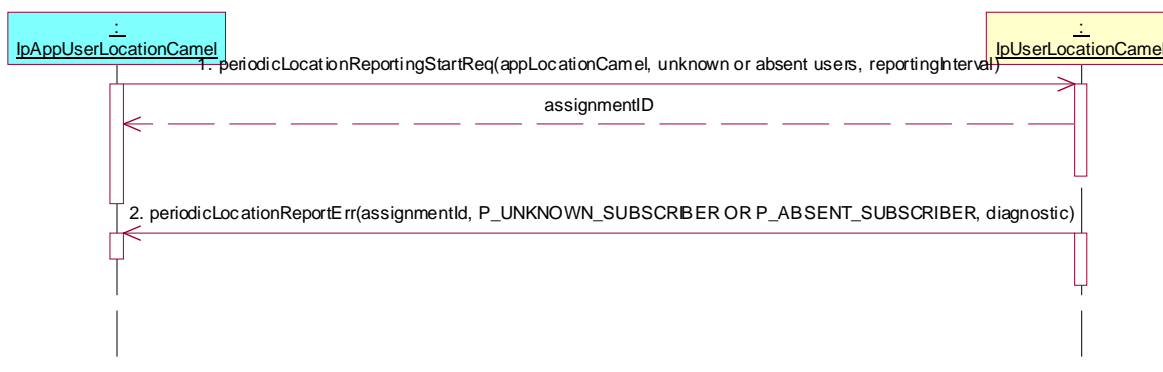 :
IpAppUserLocationCamel
:
IpUserLocationCamel
1. periodicLocationReportingStartReq(appLocationCamel, unknown or absent users, reportingInterval)
assignmentID
2. periodicLocationReportErr(assignmentId, P_UNKNOWN_SUBSCRIBER OR P_ABSENT_SUBSCRIBER, diagnostic)